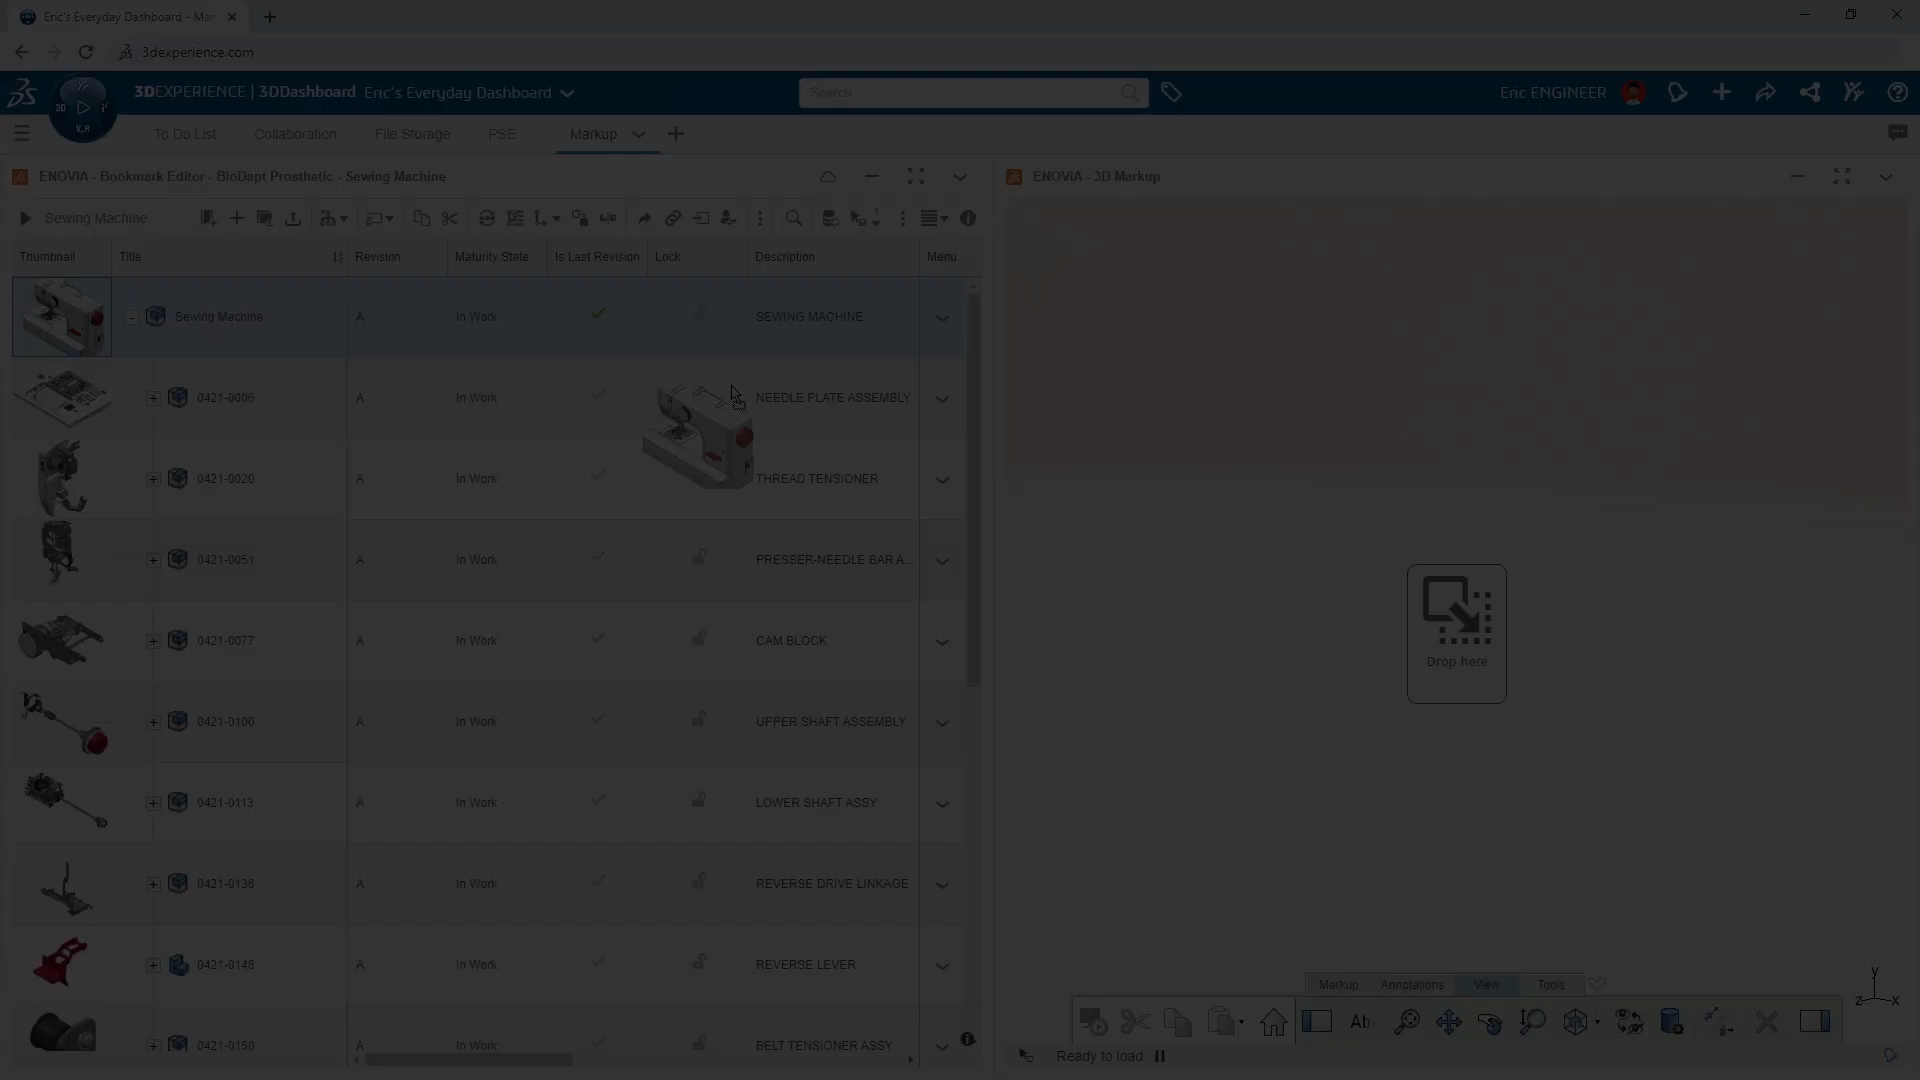 Eric's Everyday Dashboard - Mar
3dexperience.com
3DEXPERIENCE | 3DDashboard Eric's Everyday Dashboard
3D
V.R
Search
Eric ENGINEER
To Do List
Collaboration
File Storage
PSE
Markup
ENOVIA - Bookmark Editor - BioDapt Prosthetic - Sewing Machine
Sewing Machine
Thumbnail Title Revision Maturity State Is Last Revision Lock Description Menu
Sewing Machine A In Work SEWING MACHINE
0421-0006 A In Work NEEDLE PLATE ASSEMBLY
0421-0020 A In Work THREAD TENSIONER
0421-0051 A In Work PRESSER-NEEDLE BAR A...
0421-0077 A In Work CAM BLOCK
0421-0100 A In Work UPPER SHAFT ASSEMBLY
0421-0113 A In Work LOWER SHAFT ASSY
0421-0138 A In Work REVERSE DRIVE LINKAGE
0421-0146 A In Work REVERSE LEVER
0421-0150 A In Work BELT TENSIONER ASSY
ENOVIA - 3D Markup
Drop here
Markup Annotations View Tools
Ab
Ready to load
y
z x